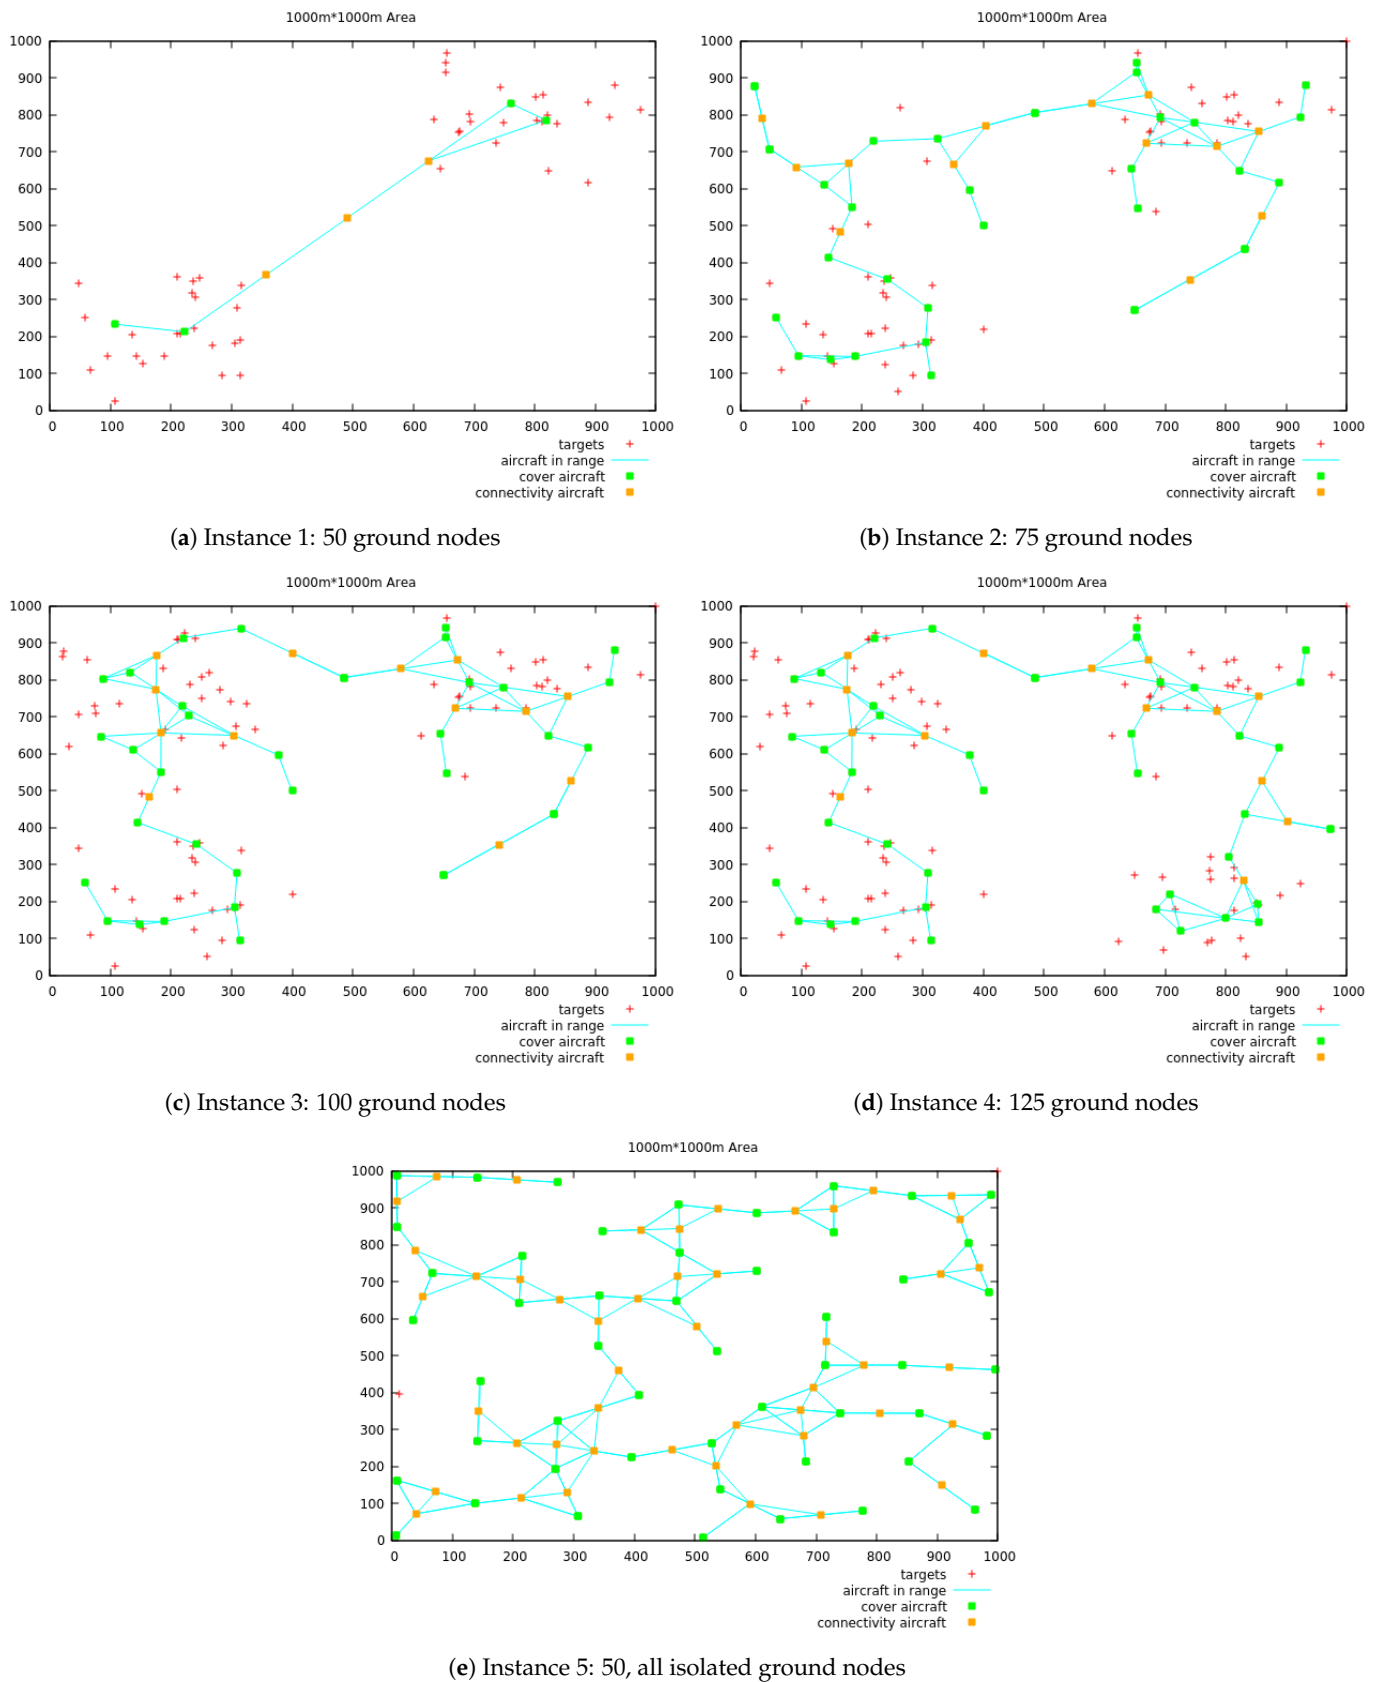 1000m*1000m Area
1000
900
800
700
600
500
400
300
200
100
0
0 100 200 300 400 500 600 700 800 900 1000
targets
aircraft in range
cover aircraft
connectivity aircraft
(a) Instance 1: 50 ground nodes
1000m*1000m Area
1000
900
800
700
600
500
400
300
200
100
0
0 100 200 300 400 500 600 700 800 900 1000
targets
aircraft in range
cover aircraft
connectivity aircraft
(b) Instance 2: 75 ground nodes
1000m*1000m Area
1000
900
800
700
600
500
400
300
200
100
0
0 100 200 300 400 500 600 700 800 900 1000
targets
aircraft in range
cover aircraft
connectivity aircraft
(c) Instance 3: 100 ground nodes
1000m*1000m Area
1000
900
800
700
600
500
400
300
200
100
0
0 100 200 300 400 500 600 700 800 900 1000
targets
aircraft in range
cover aircraft
connectivity aircraft
(d) Instance 4: 125 ground nodes
1000m*1000m Area
1000
900
800
700
600
500
400
300
200
100
0
0 100 200 300 400 500 600 700 800 900 1000
targets
aircraft in range
cover aircraft
connectivity aircraft
(e) Instance 5: 50, all isolated ground nodes